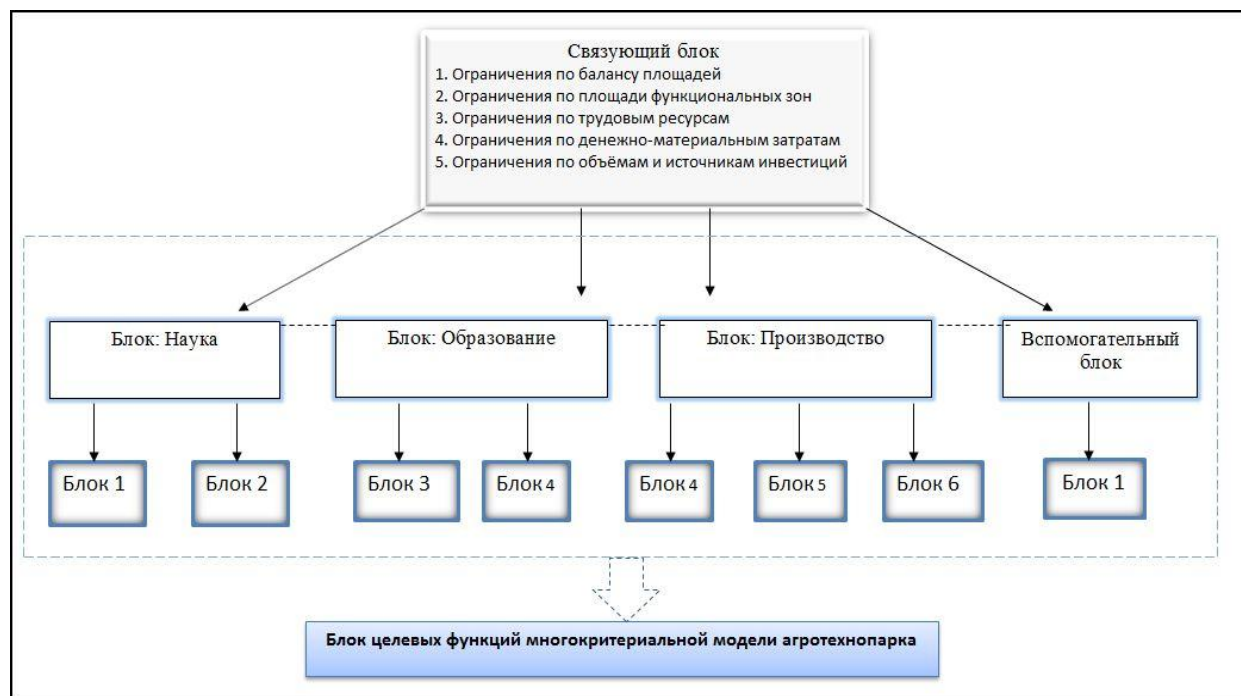 Связующий блок
1. Ограничения по балансу площадей
2. Ограничения по площади функциональных зон
3. Ограничения по трудовым ресурсам
4. Ограничения по денежно-материальным затратам
5. Ограничения по объёмам и источникам инвестиций
Блок: Наука
Блок: Образование
Блок: Производство
Вспомогательный
блок
Блок 1
Блок 2
Блок 3
Блок 4
Блок 4
Блок 5
Блок 6
Блок 1
Блок целевых функций многокритериальной модели агротехнопарка